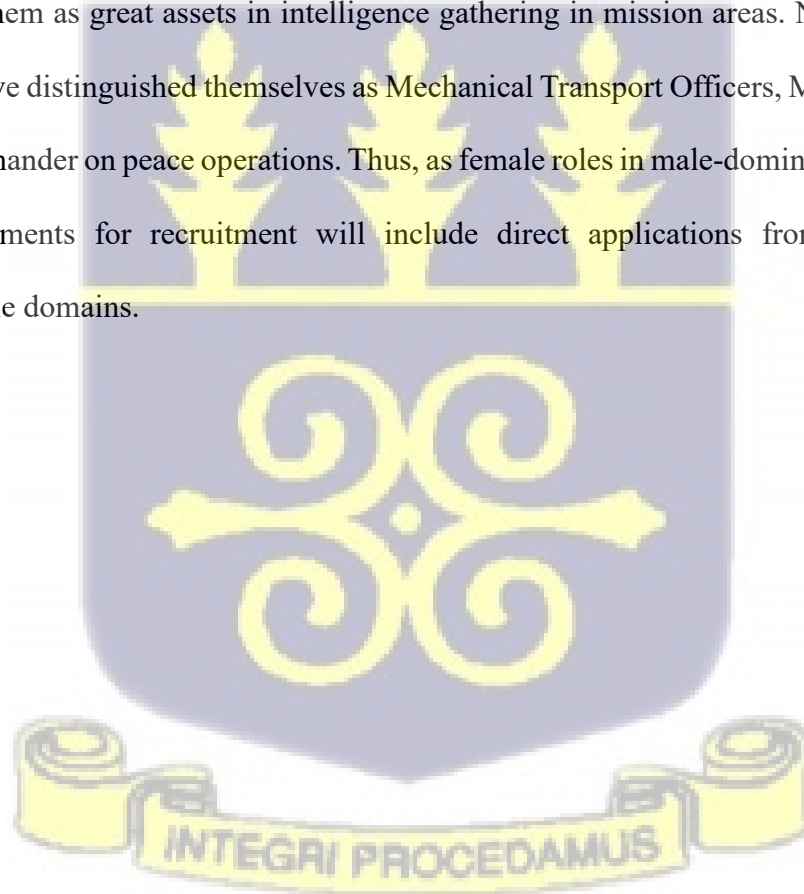 hem as great assets in intelligence gathering in mission areas. N
ve distinguished themselves as Mechanical Transport Officers, M
nander on peace operations. Thus, as female roles in male-domin
ments for recruitment will include direct applications fro
e domains.
INTEGRI PROCEDAMUS